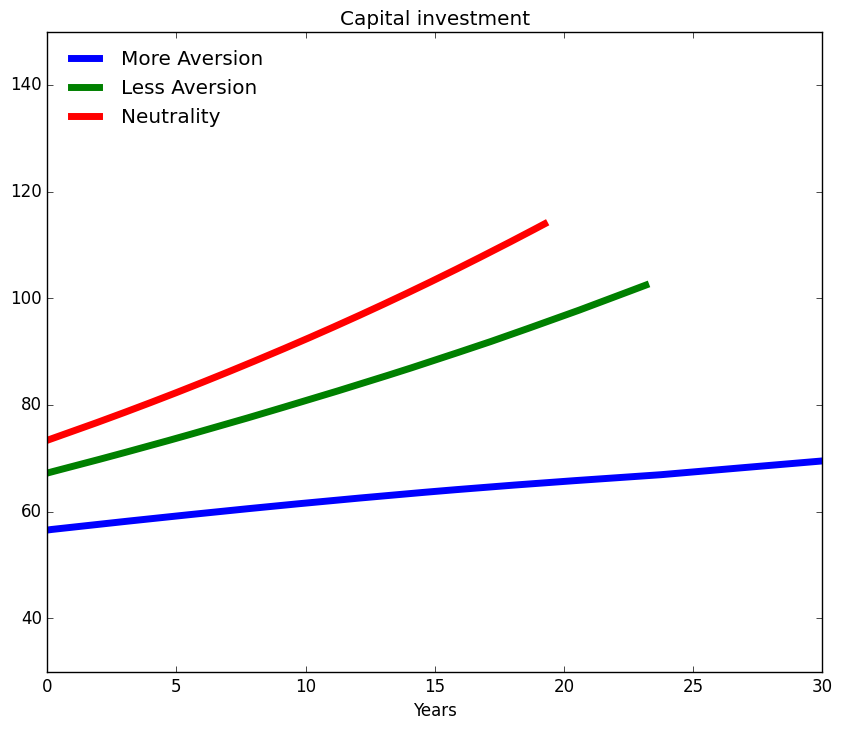 Capital investment
More Aversion
Less Aversion
Neutrality
140
120
100
80
60
40
0 5 10 15 20 25 30
Years